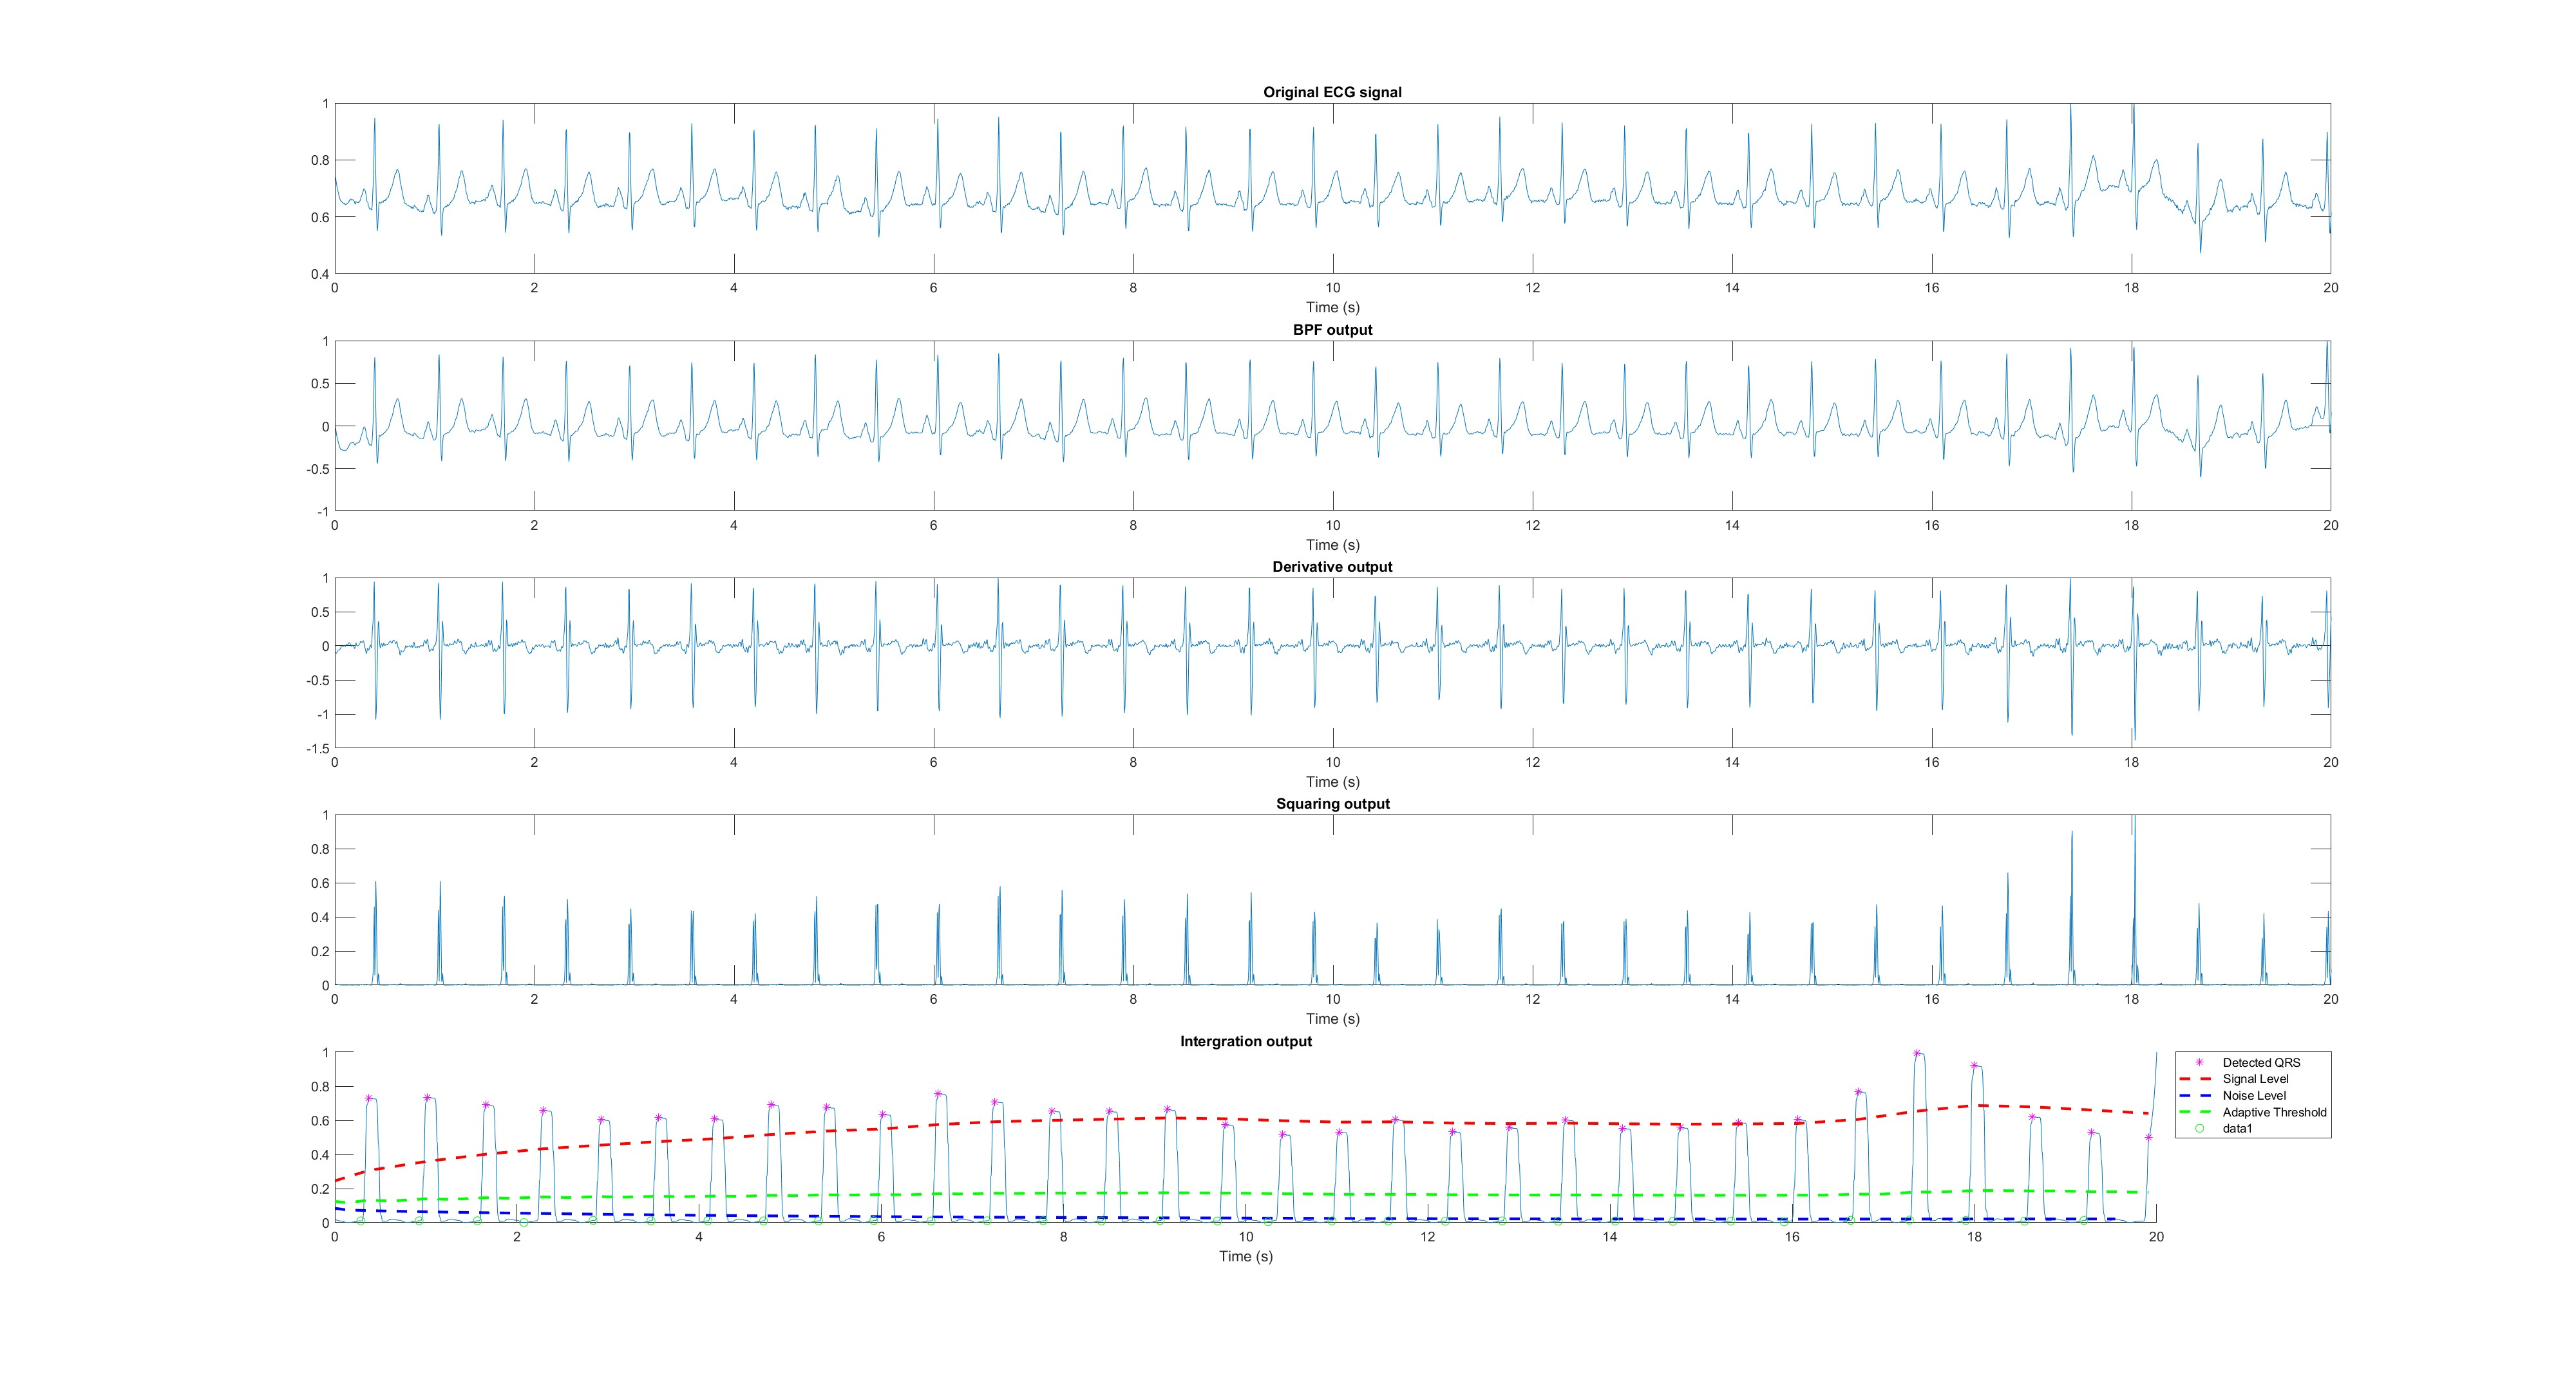 Original ECG signal
1
0.8
0.6
0.4
0 2 4 6 8 10 12 14 16 18 20
Time (s)
BPF output
1
0.5
0
-0.5
-1
0 2 4 6 8 10 12 14 16 18 20
Time (s)
Derivative output
1
0.5
0
-0.5
-1
-1.5
0 2 4 6 8 10 12 14 16 18 20
Time (s)
Squaring output
1
0.8
0.6
0.4
0.2
0
0 2 4 6 8 10 12 14 16 18 20
Time (s)
Intergration output
1
0.8
0.6
0.4
0.2
0
0 2 4 6 8 10 12 14 16 18 20
Time (s)
Detected QRS
Signal Level
Noise Level
Adaptive Threshold
data1